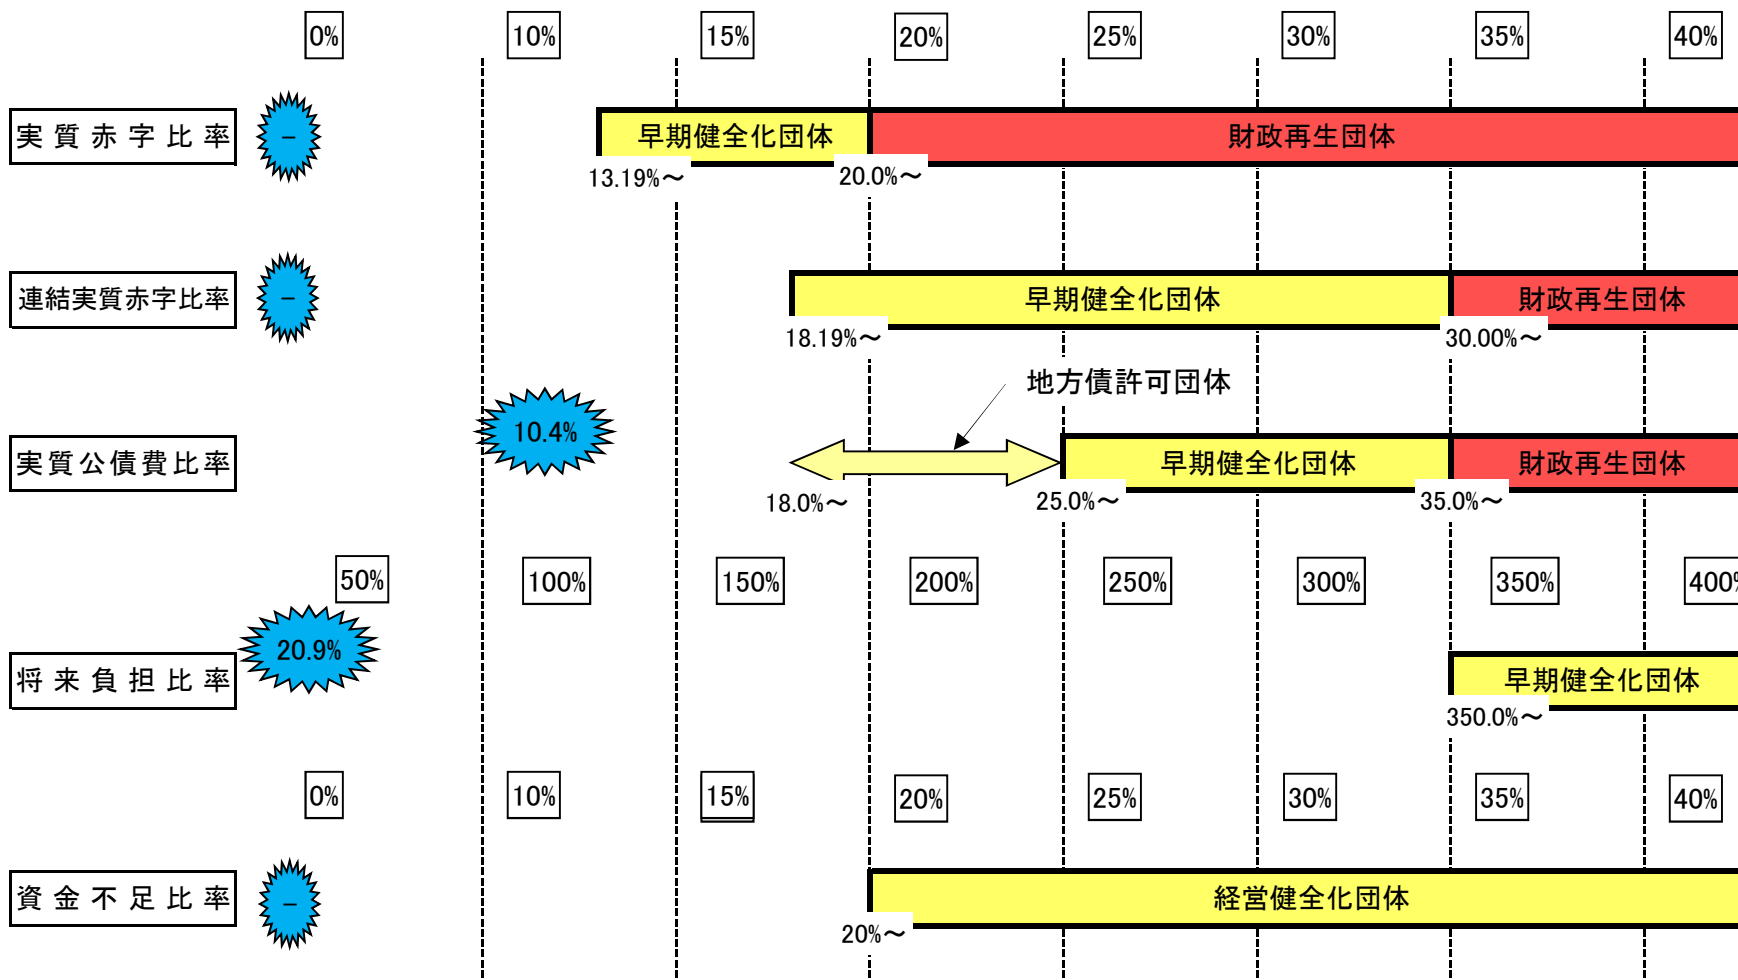 0% 10% 15% 20% 25% 30% 35% 40%
実質赤字比率 － 早期健全化団体 財政再生団体
13.19%～ 20.0%～
連結実質赤字比率 － 早期健全化団体 財政再生団体
18.19%～ 30.00%～
地方債許可団体
実質公債費比率 10.4% 早期健全化団体 財政再生団体
18.0%～ 25.0%～ 35.0%～
50% 100% 150% 200% 250% 300% 350% 400%
20.9%
将来負担比率 早期健全化団体
350.0%～
0% 10% 15% 20% 25% 30% 35% 40%
資金不足比率 － 経営健全化団体
20%～